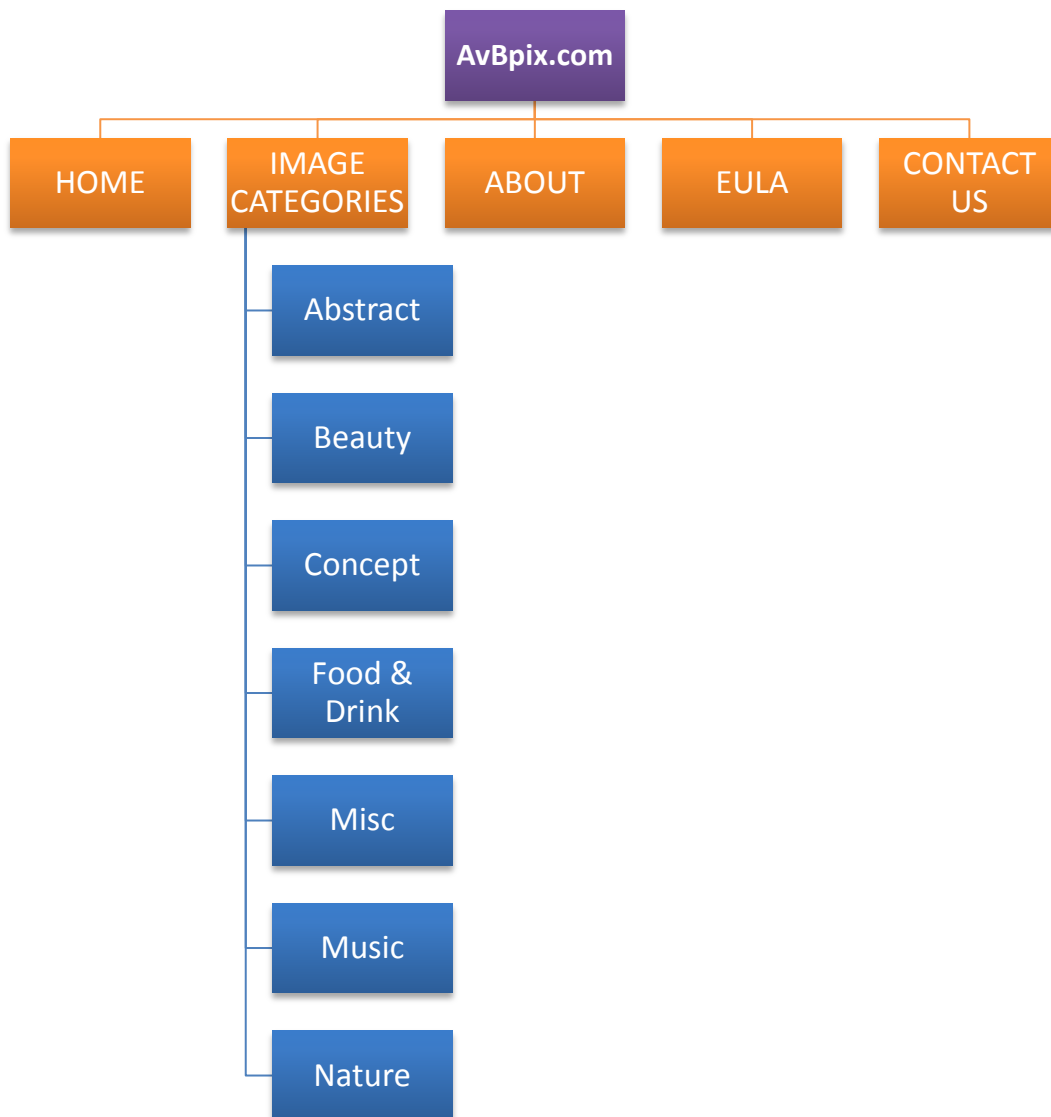 AvBpix.com
HOME
IMAGE
CATEGORIES
ABOUT
EULA
CONTACT
US
Abstract
Beauty
Concept
Food &
Drink
Misc
Music
Nature